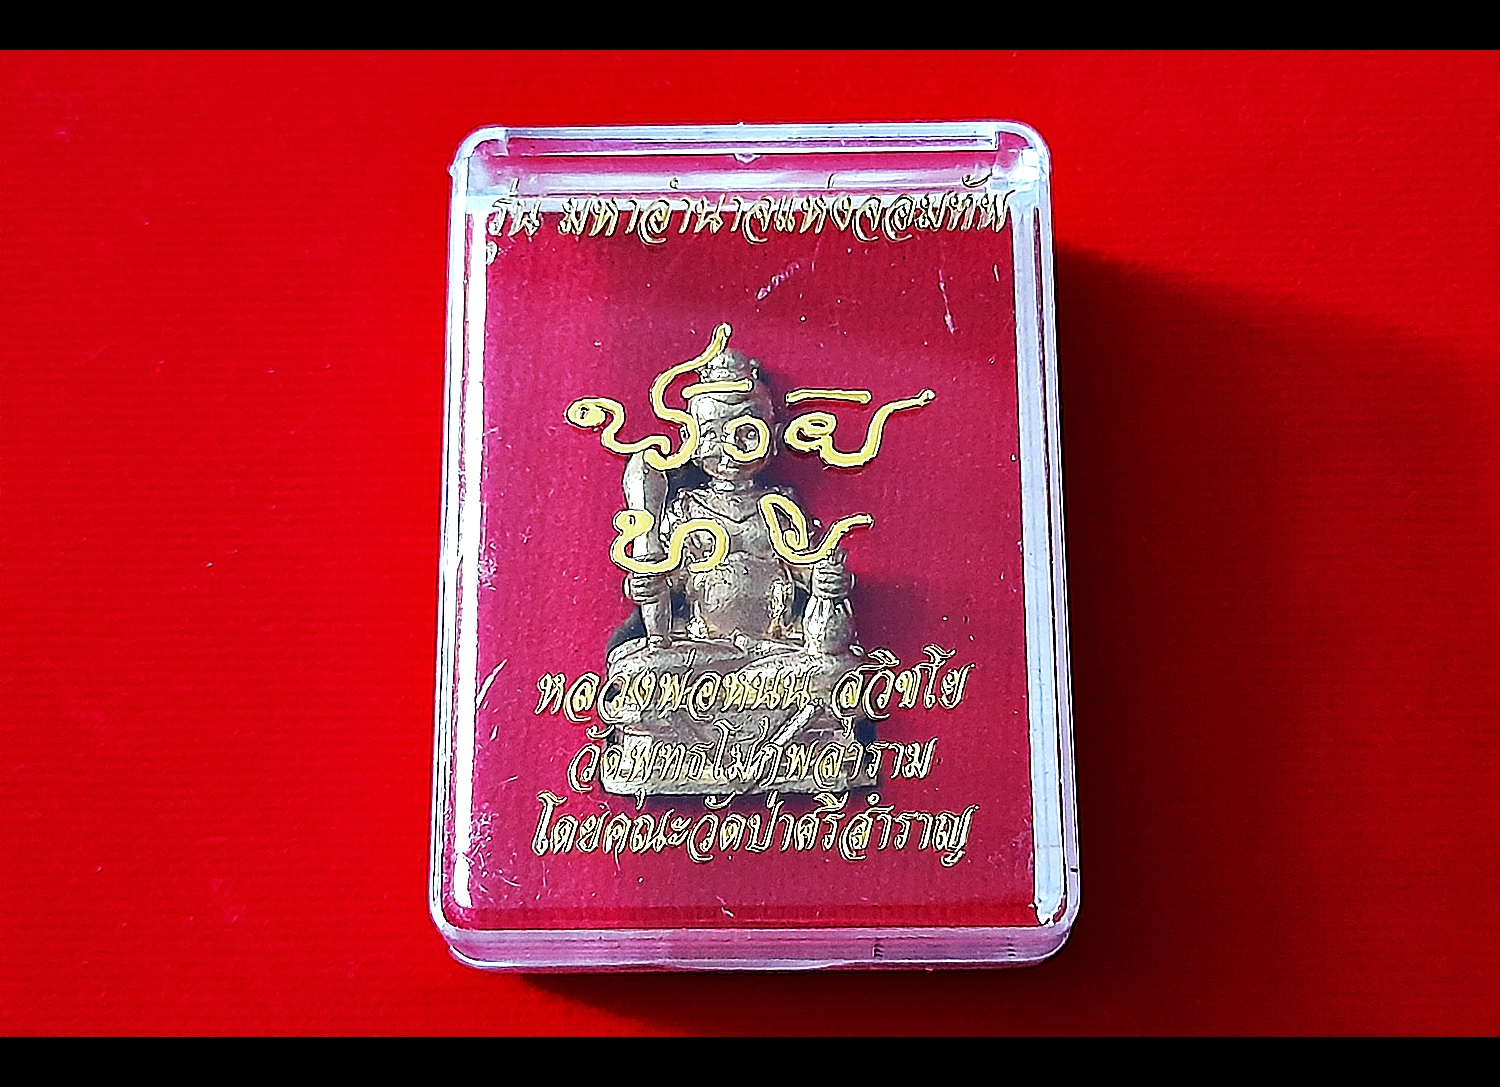 รุ่น มหาอำนาจแห่งจอมทัพ
หลวงพ่อหนุน สุวิชโย
วัดพุทธโมกพลาราม
โดยคณะวัดป่าศรีสำราญ